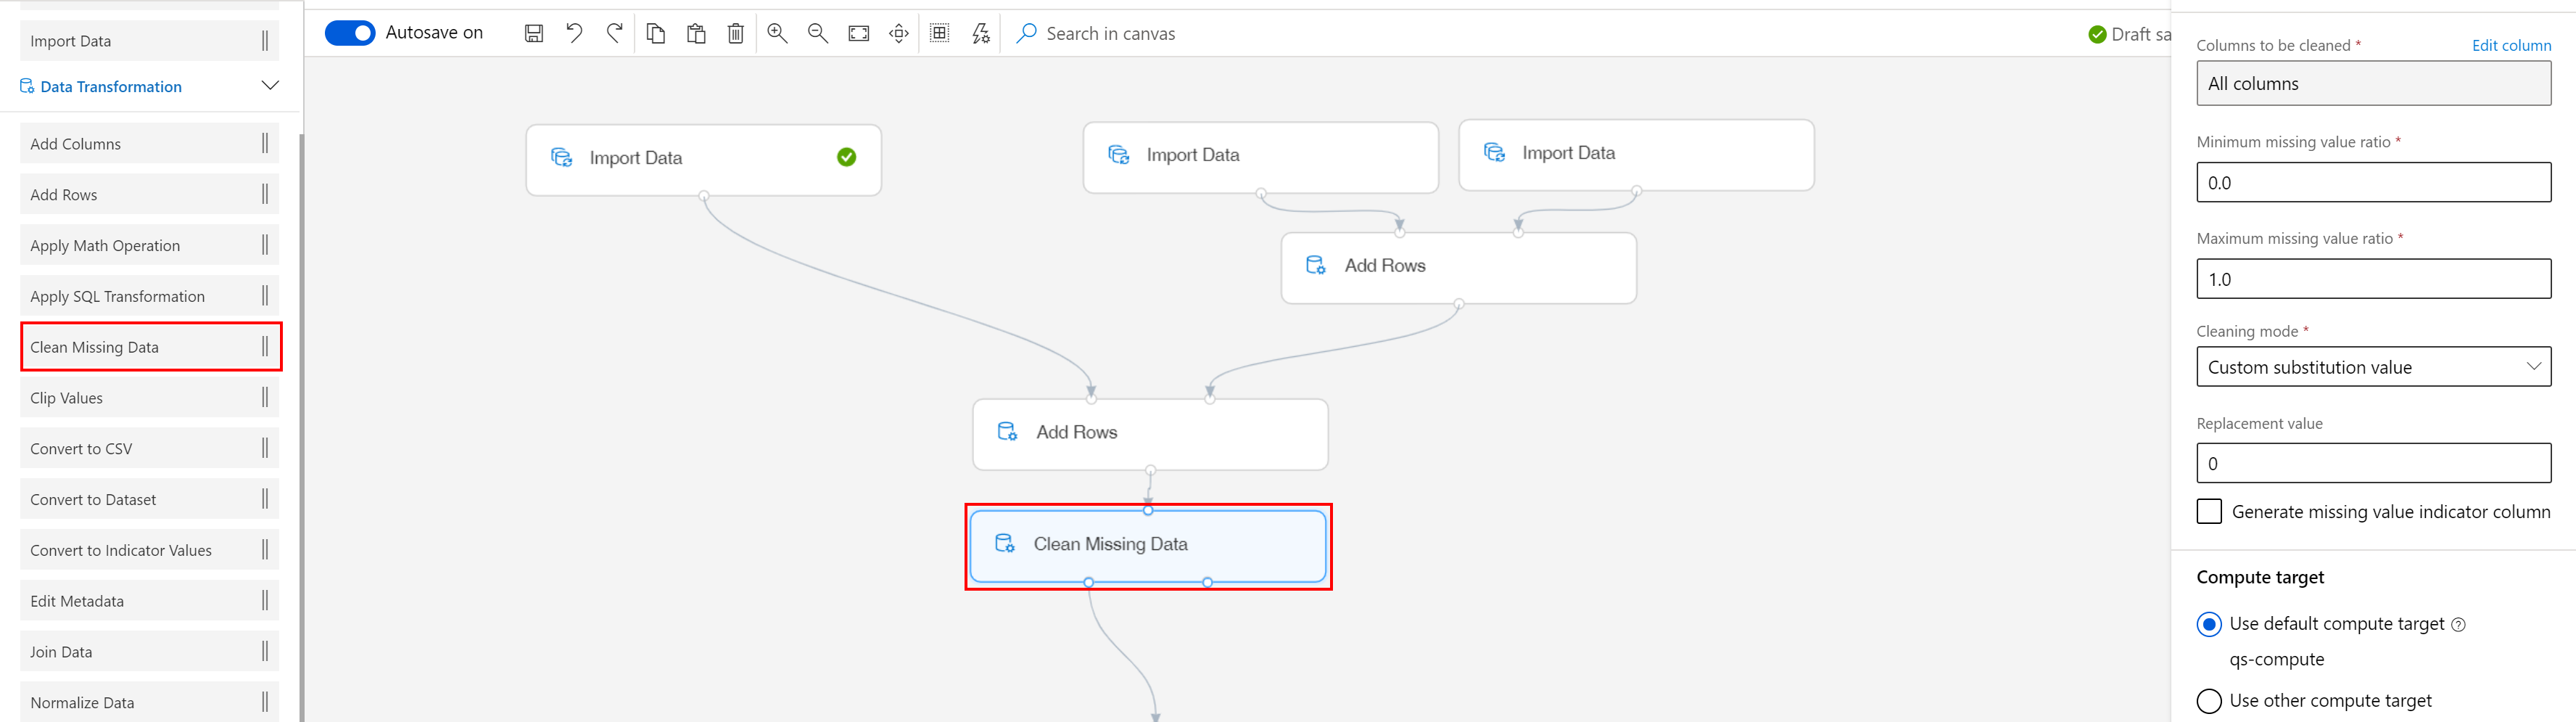 Import Data
Data Transformation
Add Columns
Add Rows
Apply Math Operation
Apply SQL Transformation
Clean Missing Data
Clip Values
Convert to CSV
Convert to Dataset
Convert to Indicator Values
Edit Metadata
Join Data
Normalize Data
Autosave on
Search in canvas
Draft sa
Import Data
Import Data
Import Data
Add Rows
Add Rows
Clean Missing Data
Columns to be cleaned *
Edit column
All columns
Minimum missing value ratio *
0.0
Maximum missing value ratio *
1.0
Cleaning mode *
Custom substitution value
Replacement value
0
Generate missing value indicator column
Compute target
Use default compute target
qs-compute
Use other compute target